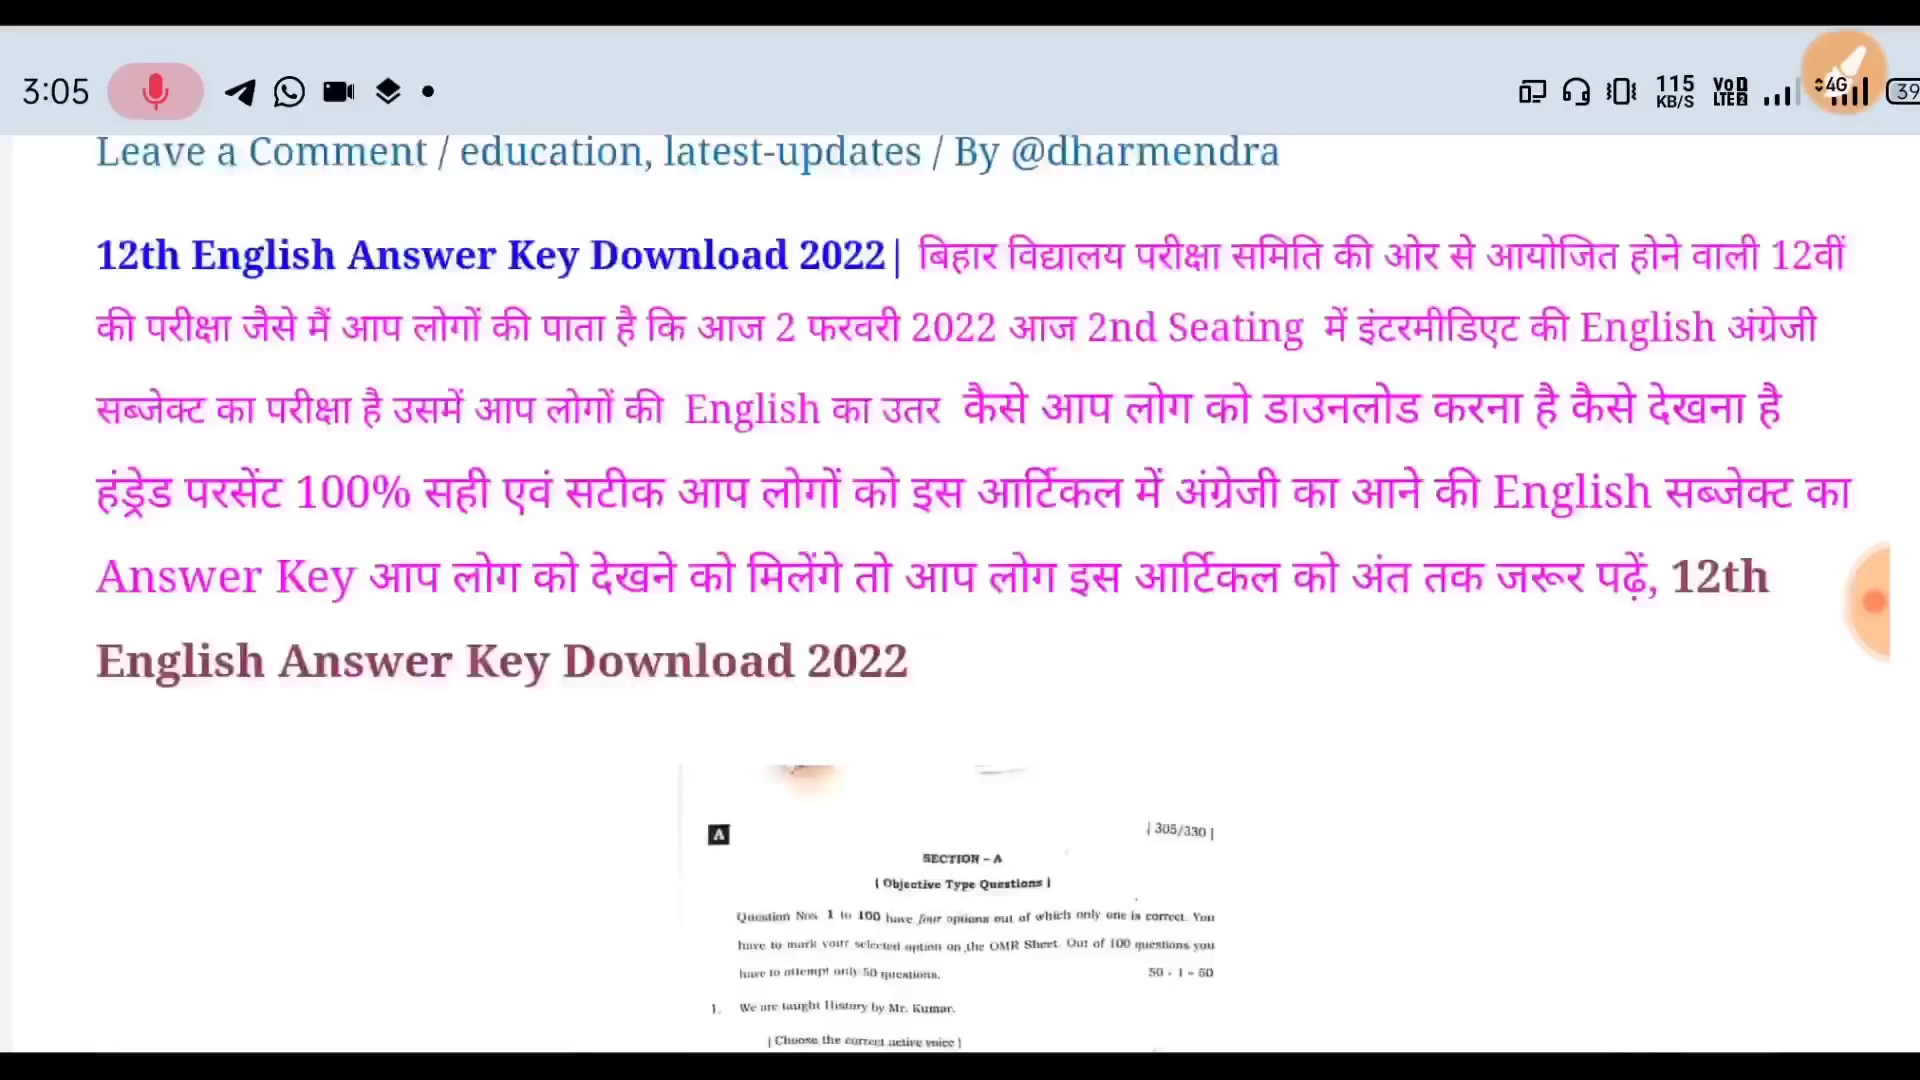 3:05 115 KB/S Vo LTE 2 4G 39
Leave a Comment / education, latest-updates / By @dharmendra
12th English Answer Key Download 2022| बिहार विद्यालय परीक्षा समिति की ओर से आयोजित होने वाली 12वीं
की परीक्षा जैसे मैं आप लोगों की पाता है कि आज 2 फरवरी 2022 आज 2nd Seating में इंटरमीडिएट की English अंग्रेजी
सब्जेक्ट का परीक्षा है उसमें आप लोगों की English का उतर कैसे आप लोग को डाउनलोड करना है कैसे देखना है
हंड्रेड परसेंट 100% सही एवं सटीक आप लोगों को इस आर्टिकल में अंग्रेजी का आने की English सब्जेक्ट का
Answer Key आप लोग को देखने को मिलेंगे तो आप लोग इस आर्टिकल को अंत तक जरूर पढ़ें, 12th
English Answer Key Download 2022
A [ 305/330 ]
SECTION – A
[ Objective Type Questions ]
Question Nos. 1 to 100 have four options out of which only one is correct. You
have to mark your selected option on the OMR Sheet. Out of 100 questions you
have to attempt only 50 questions. 50 × 1 = 50
1. We are taught History by Mr. Kumar.
[ Choose the correct active voice ]